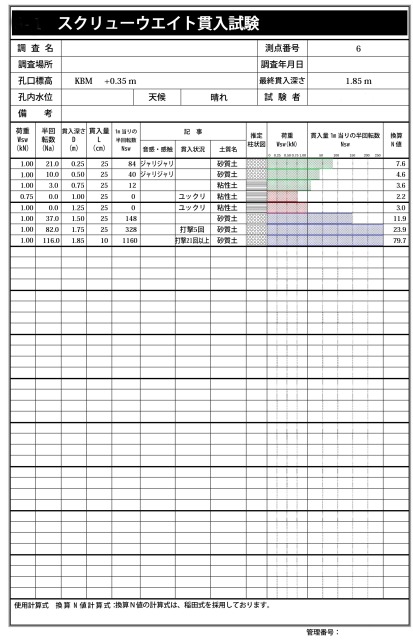 スクリューウエイト貫入試験
調 査 名 測点番号 6
調査場所 調査年月日
孔口標高 KBM +0.35 m 最終貫入深さ 1.85 m
孔内水位 天候 晴れ 試 験 者
備 考
荷重 Wsw (kN) 半回転数 (Na) 貫入深さ D (m) 貫入量 L (cm) 1m 当りの半回転数 Nsw 記 事 音感・感触 貫入状況 土質名 推定柱状図 荷重 Wsw (kN) 貫入量 1m 当りの半回転数 Nsw 換算 N 値
0 0.25 0.50 0.75 1.00 50 100 150 200 250
1.00 21.0 0.25 25 84 ジャリジャリ 砂質土 7.6
1.00 10.0 0.50 25 40 ジャリジャリ 砂質土 4.6
1.00 3.0 0.75 25 12 粘性土 3.6
0.75 0.0 1.00 25 0 ユックリ 粘性土 2.2
1.00 0.0 1.25 25 0 ユックリ 粘性土 3.0
1.00 37.0 1.50 25 148 砂質土 11.9
1.00 82.0 1.75 25 328 打撃5回 砂質土 23.9
1.00 116.0 1.85 10 1160 打撃21回以上 砂質土 79.7
使用計算式 換算 N 値計算式 :換算N値の計算式は、稲田式を採用しております。
管理番号：